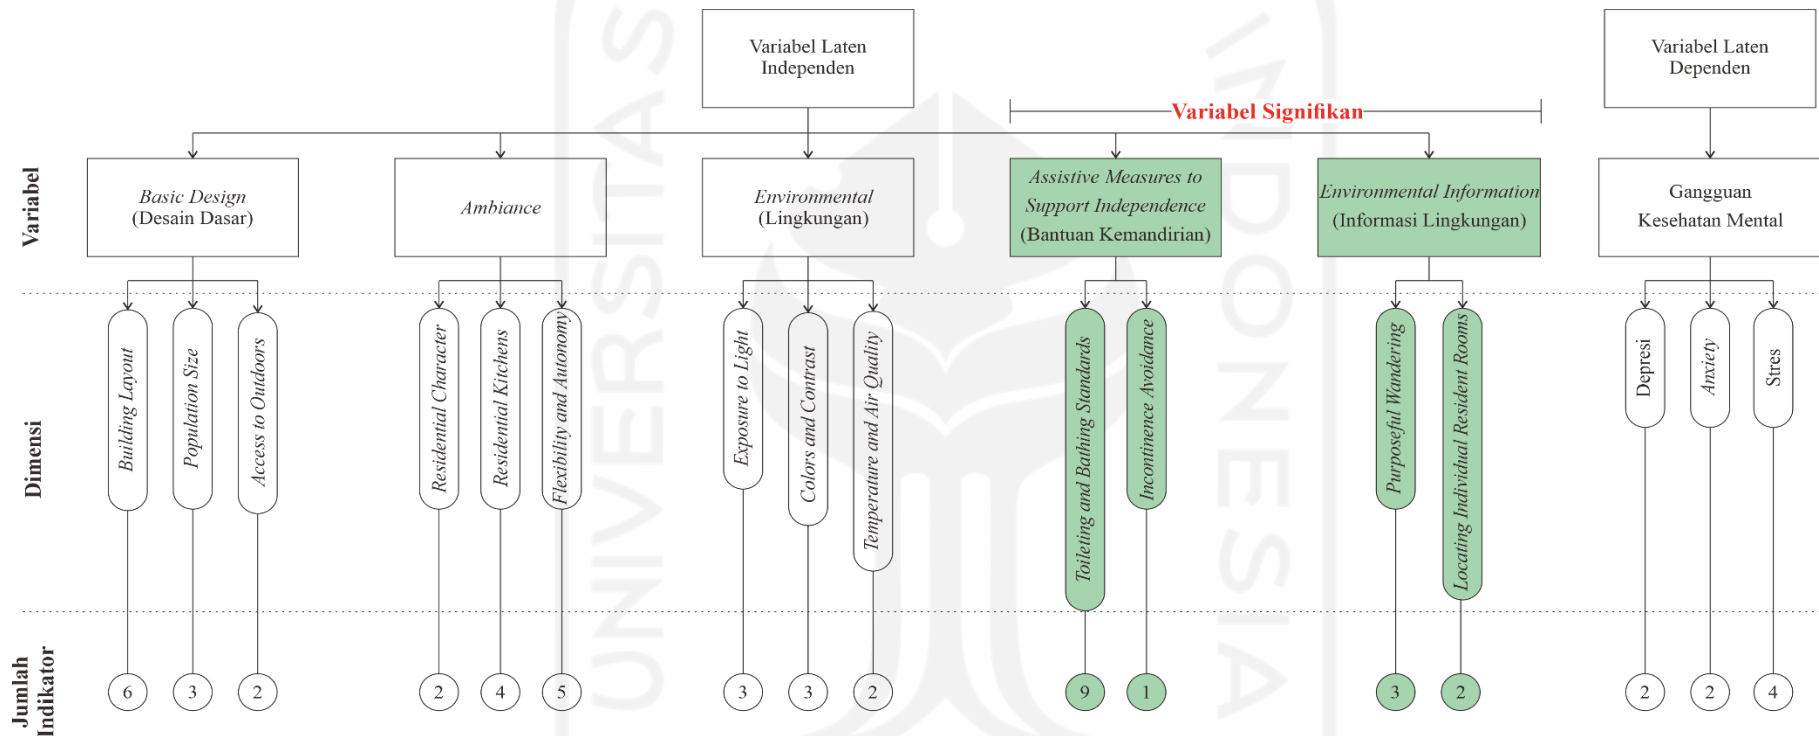 Variabel Laten
Independen
Variabel Laten
Dependen
Variabel Signifikan
Variabel
Basic Design
(Desain Dasar)
Ambiance
Environmental
(Lingkungan)
Assistive Measures to
Support Independence
(Bantuan Kemandirian)
Environmental Information
(Informasi Lingkungan)
Gangguan
Kesehatan Mental
Dimensi
Building Layout
Population Size
Access to Outdoors
Residential Character
Residential Kitchens
Flexibility and Autonomy
Exposure to Light
Colors and Contrast
Temperature and Air Quality
Toileting and Bathing Standards
Incontinence Avoidance
Purposeful Wandering
Locating Individual Resident Rooms
Depresi
Anxiety
Stres
Jumlah
Indikator
6
3
2
2
4
5
3
3
2
9
1
3
2
2
2
4
UNIVERSITAS
INDONESIA